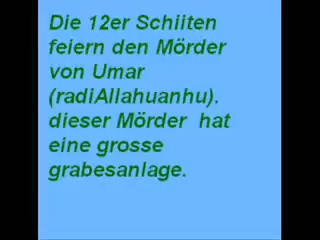 Die 12er Schiiten
feiern den Mörder
von Umar
(radiAllahuanhu).
dieser Mörder  hat
eine grosse
grabesanlage.